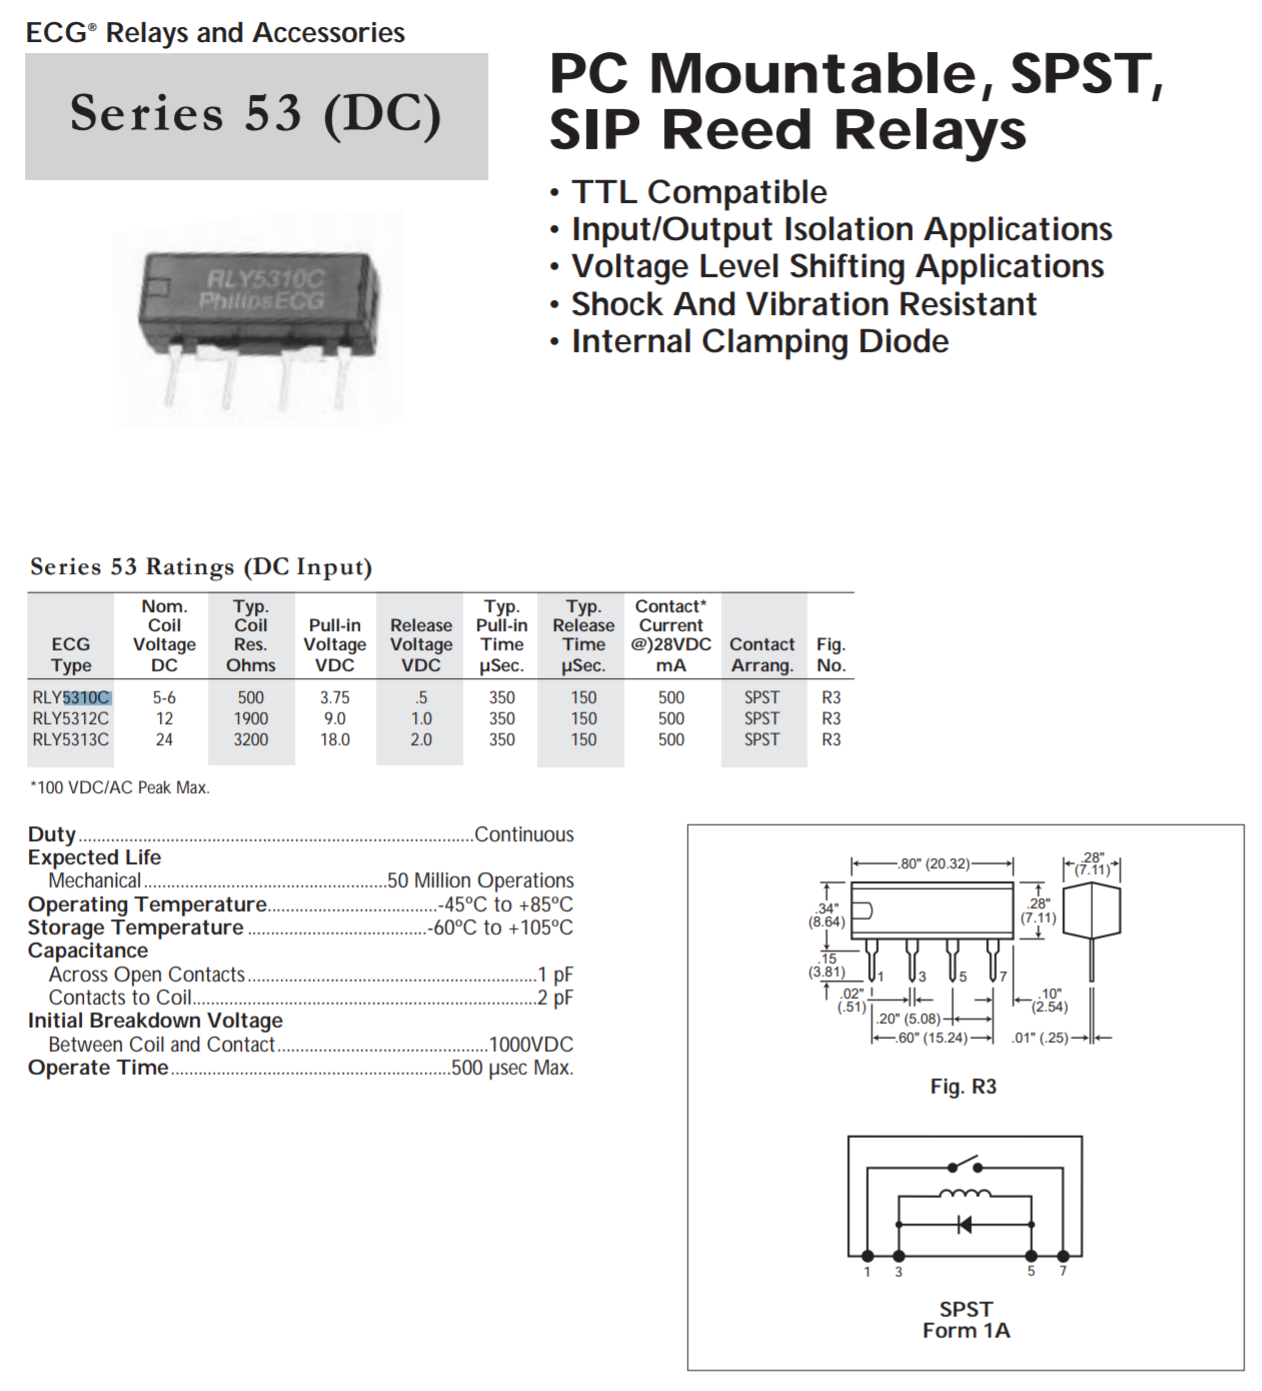 ECG® Relays and Accessories
Series 53 (DC)
PC Mountable, SPST,
SIP Reed Relays
• TTL Compatible
• Input/Output Isolation Applications
• Voltage Level Shifting Applications
• Shock And Vibration Resistant
• Internal Clamping Diode
RLY5310C
PhilipsECG
Series 53 Ratings (DC Input)
ECG Type Nom. Coil Voltage DC Typ. Coil Res. Ohms Pull-in Voltage VDC Release Voltage VDC Typ. Pull-in Time µSec. Typ. Release Time µSec. Contact* Current @)28VDC mA Contact Arrang. Fig. No.
RLY5310C 5-6 500 3.75 .5 350 150 500 SPST R3
RLY5312C 12 1900 9.0 1.0 350 150 500 SPST R3
RLY5313C 24 3200 18.0 2.0 350 150 500 SPST R3
*100 VDC/AC Peak Max.
Duty....................Continuous
Expected Life
Mechanical....................50 Million Operations
Operating Temperature....................-45ºC to +85ºC
Storage Temperature....................-60ºC to +105ºC
Capacitance
Across Open Contacts....................1 pF
Contacts to Coil....................2 pF
Initial Breakdown Voltage
Between Coil and Contact....................1000VDC
Operate Time....................500 µsec Max.
.80" (20.32)
.28"
(7.11)
.34"
(8.64)
.28"
(7.11)
.15
(3.81)
1 3 5 7
.02"
(.51)
.10"
(2.54)
.20" (5.08)
.60" (15.24)
.01" (.25)
Fig. R3
1 3 5 7
SPST
Form 1A